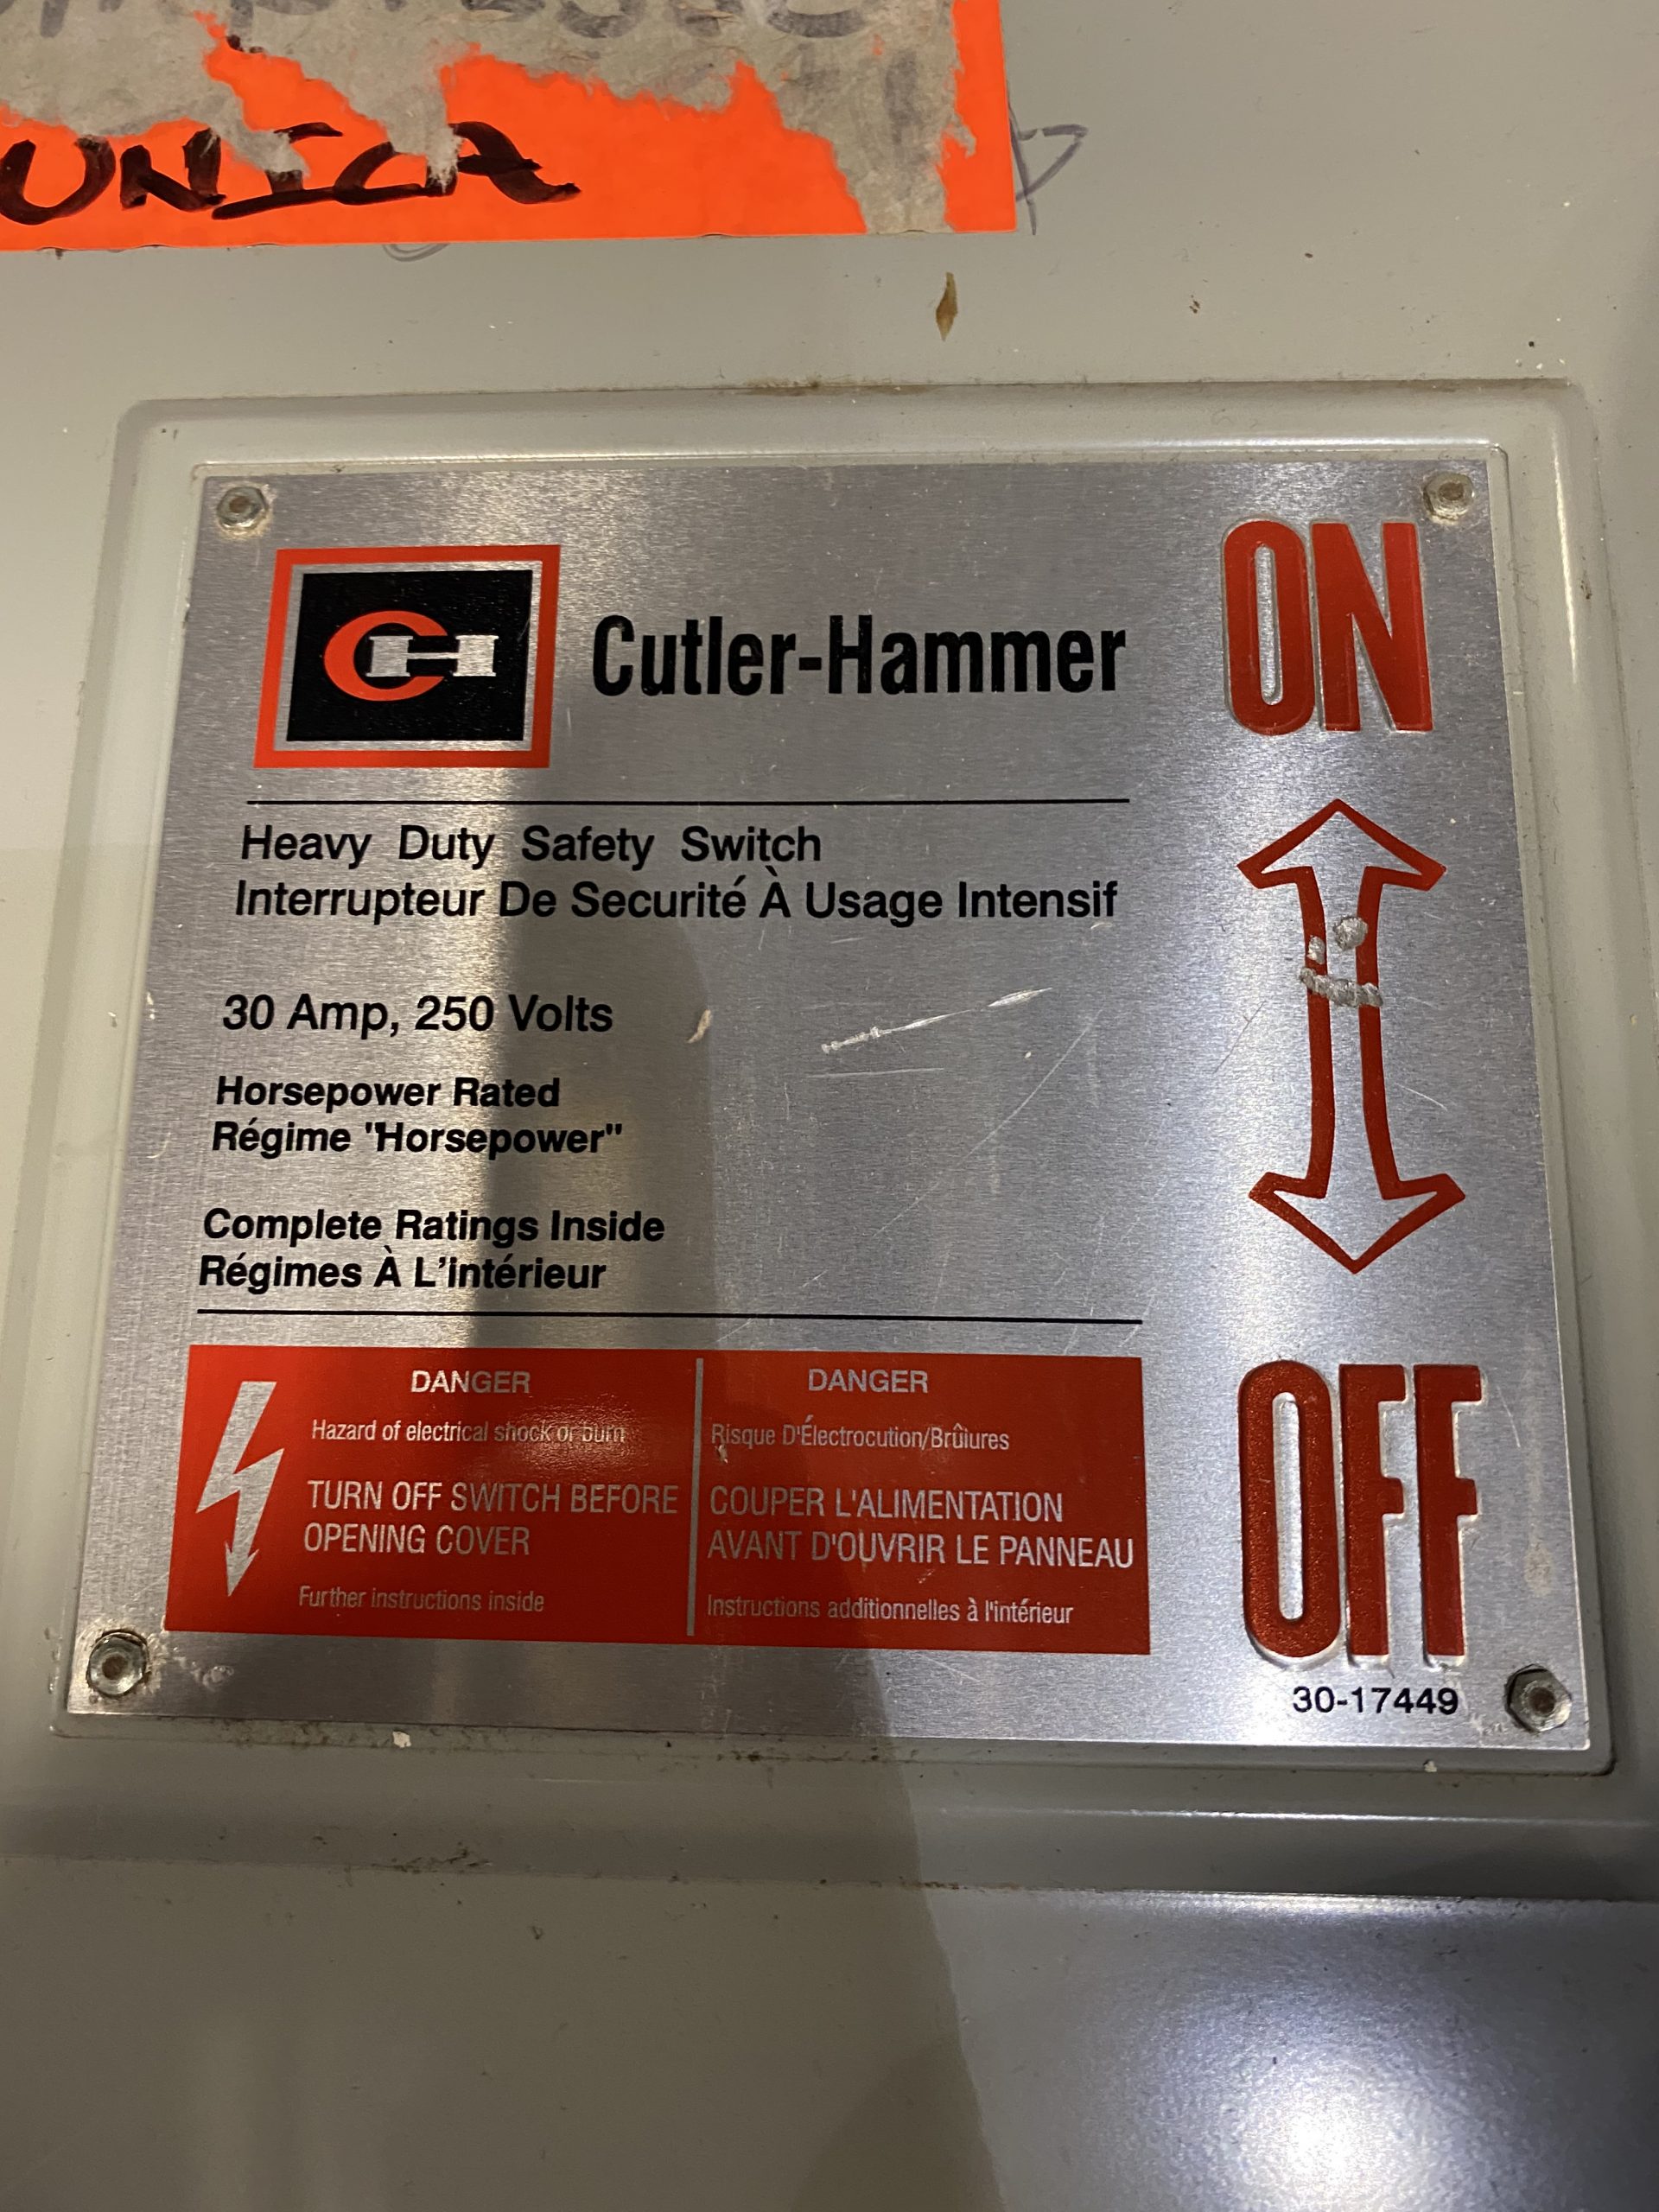 UNICA
CH
Cutler-Hammer
ON
Heavy Duty Safety Switch
Interrupteur De Securité À Usage Intensif
30 Amp, 250 Volts
Horsepower Rated
Régime "Horsepower"
Complete Ratings Inside
Régimes À L'intérieur
DANGER
Hazard of electrical shock or burn
TURN OFF SWITCH BEFORE
OPENING COVER
Further instructions inside
DANGER
Risque D'Électrocution/Brûlures
COUPER L'ALIMENTATION
AVANT D'OUVRIR LE PANNEAU
Instructions additionnelles à l'intérieur
OFF
30-17449